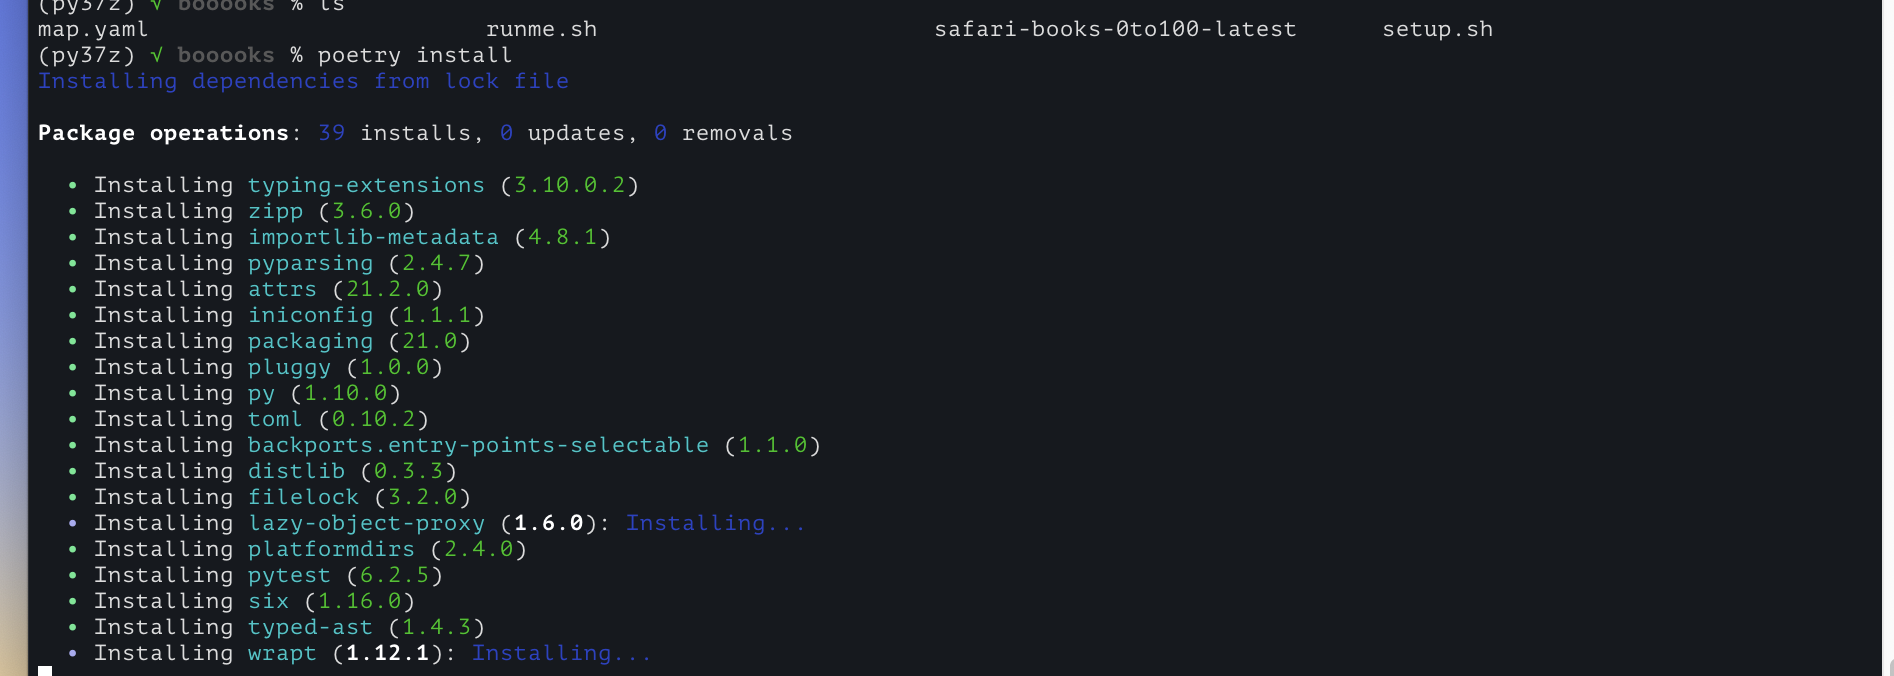 (py37z) √ booooks % ls
map.yaml runme.sh safari-books-0to100-latest setup.sh
(py37z) √ booooks % poetry install
Installing dependencies from lock file
Package operations: 39 installs, 0 updates, 0 removals
• Installing typing-extensions (3.10.0.2)
• Installing zipp (3.6.0)
• Installing importlib-metadata (4.8.1)
• Installing pyparsing (2.4.7)
• Installing attrs (21.2.0)
• Installing iniconfig (1.1.1)
• Installing packaging (21.0)
• Installing pluggy (1.0.0)
• Installing py (1.10.0)
• Installing toml (0.10.2)
• Installing backports.entry-points-selectable (1.1.0)
• Installing distlib (0.3.3)
• Installing filelock (3.2.0)
• Installing lazy-object-proxy (1.6.0): Installing...
• Installing platformdirs (2.4.0)
• Installing pytest (6.2.5)
• Installing six (1.16.0)
• Installing typed-ast (1.4.3)
• Installing wrapt (1.12.1): Installing...